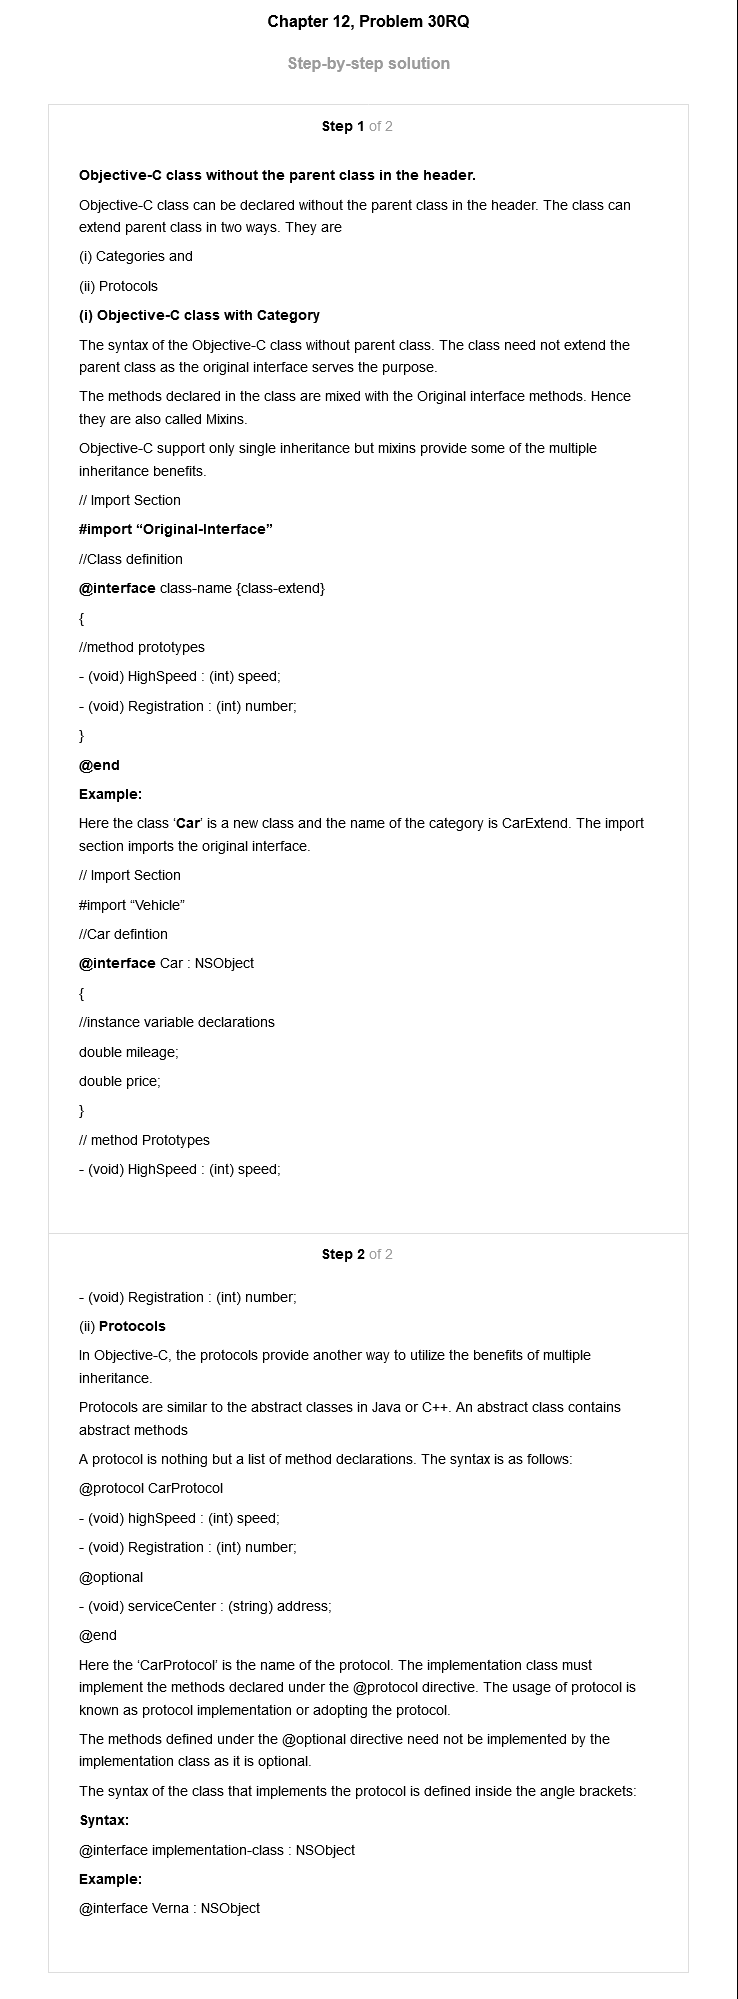 Chapter 12, Problem 30RQ
Step-by-step solution
Step 1 of 2
Objective-C class without the parent class in the header.
Objective-C class can be declared without the parent class in the header. The class can
extend parent class in two ways. They are
(i) Categories and
(ii) Protocols
(i) Objective-C class with Category
The syntax of the Objective-C class without parent class. The class need not extend the
parent class as the original interface serves the purpose.
The methods declared in the class are mixed with the Original interface methods. Hence
they are also called Mixins.
Objective-C support only single inheritance but mixins provide some of the multiple
inheritance benefits.
// Import Section
#import “Original-Interface”
//Class definition
@interface class-name {class-extend}
{
//method prototypes
- (void) HighSpeed : (int) speed;
- (void) Registration : (int) number;
}
@end
Example:
Here the class ‘Car’ is a new class and the name of the category is CarExtend. The import
section imports the original interface.
// Import Section
#import “Vehicle”
//Car defintion
@interface Car : NSObject
{
//instance variable declarations
double mileage;
double price;
}
// method Prototypes
- (void) HighSpeed : (int) speed;
Step 2 of 2
- (void) Registration : (int) number;
(ii) Protocols
In Objective-C, the protocols provide another way to utilize the benefits of multiple
inheritance.
Protocols are similar to the abstract classes in Java or C++. An abstract class contains
abstract methods
A protocol is nothing but a list of method declarations. The syntax is as follows:
@protocol CarProtocol
- (void) highSpeed : (int) speed;
- (void) Registration : (int) number;
@optional
- (void) serviceCenter : (string) address;
@end
Here the ‘CarProtocol’ is the name of the protocol. The implementation class must
implement the methods declared under the @protocol directive. The usage of protocol is
known as protocol implementation or adopting the protocol.
The methods defined under the @optional directive need not be implemented by the
implementation class as it is optional.
The syntax of the class that implements the protocol is defined inside the angle brackets:
Syntax:
@interface implementation-class : NSObject
Example:
@interface Verna : NSObject